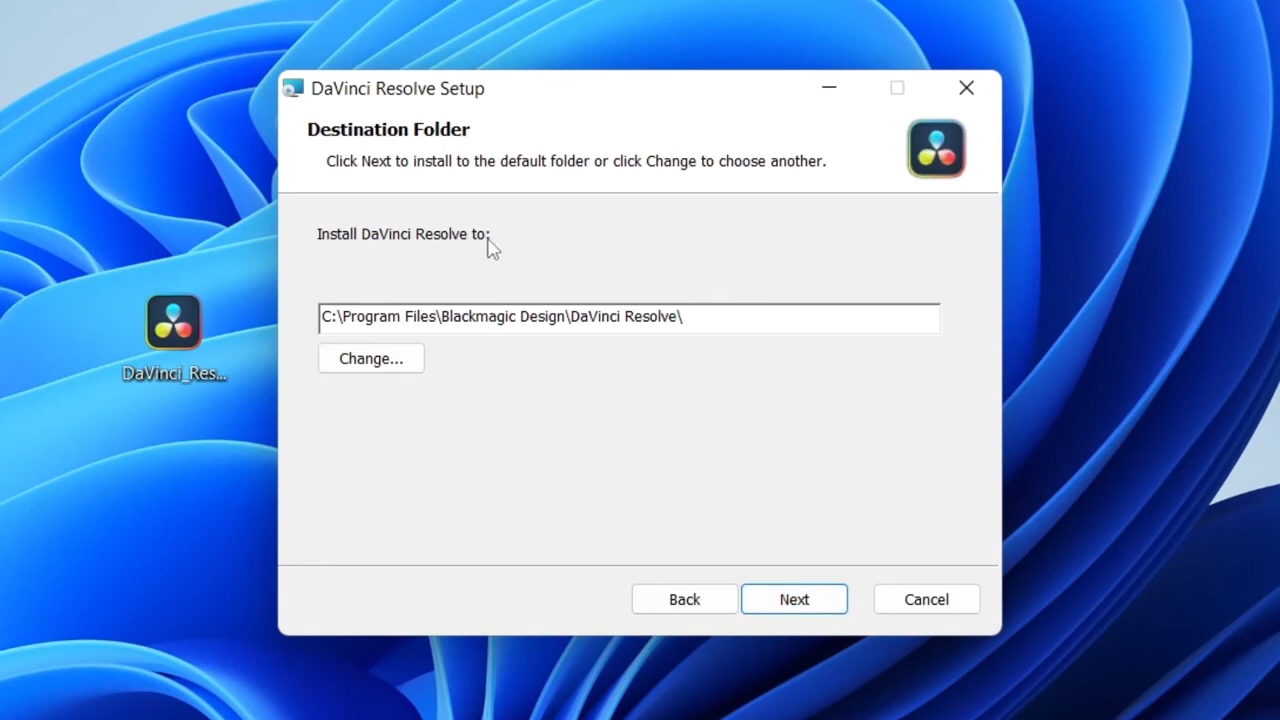 DaVinci Resolve Setup
Destination Folder
Click Next to install to the default folder or click Change to choose another.
Install DaVinci Resolve to:
C:\Program Files\Blackmagic Design\DaVinci Resolve\
Change...
DaVinci_Res...
Back
Next
Cancel